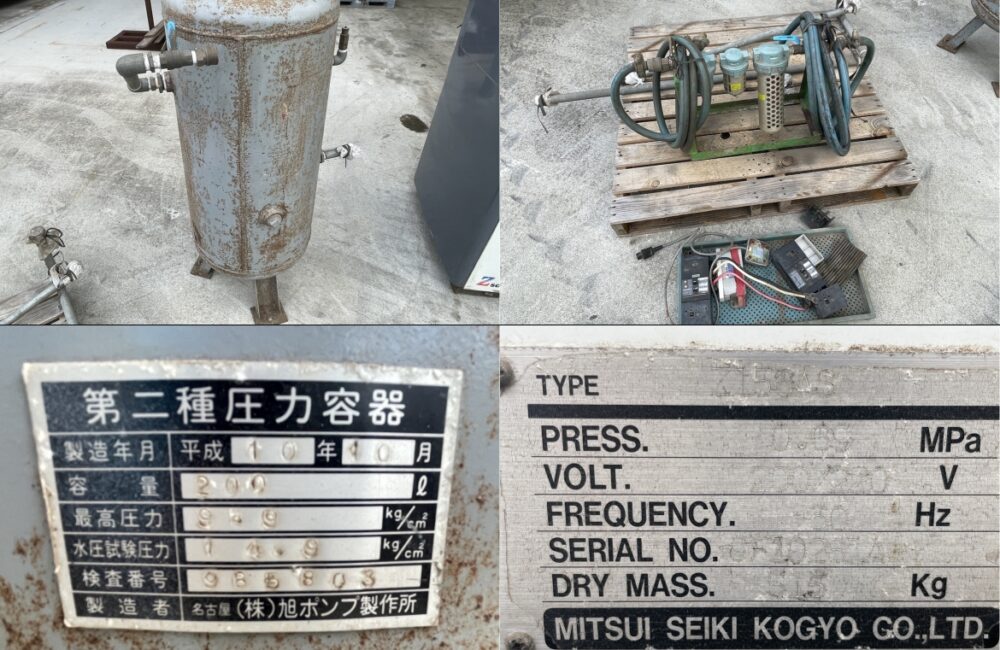 Z
第二種圧力容器
製造年月 平成 10 年 10 月
容量 200 ℓ
最高圧力 9.9 kg/cm²
水圧試験圧力 14.9 kg/cm²
検査番号 986803
製造者 名古屋 (株)旭ポンプ製作所
TYPE
PRESS. MPa
VOLT. V
FREQUENCY. Hz
SERIAL NO.
DRY MASS. Kg
MITSUI SEIKI KOGYO CO.,LTD.